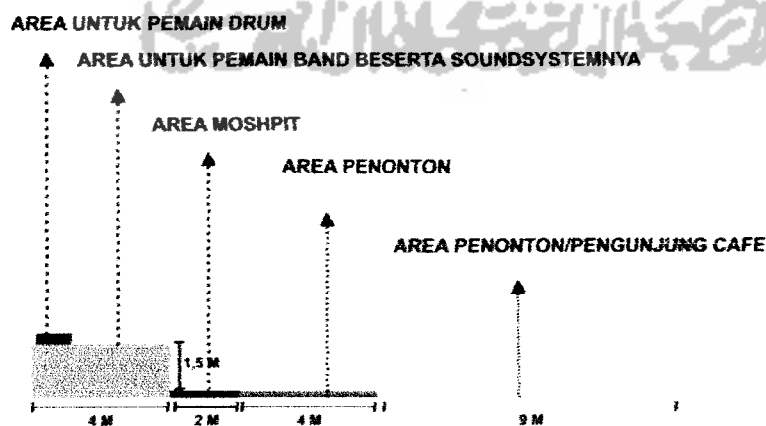 AREA UNTUK PEMAIN DRUM
AREA UNTUK PEMAIN BAND BESERTA SOUNDSYSTEMNYA
AREA MOSHPIT
AREA PENONTON
AREA PENONTON/PENGUNJUNG CAFE
1,5 M
4 M
2 M
4 M
9 M